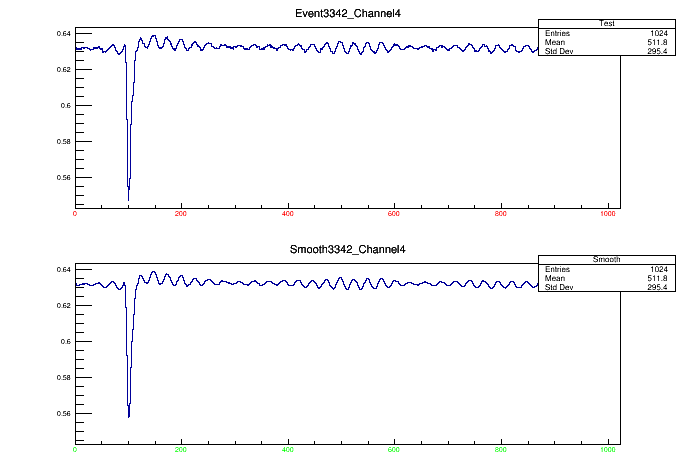 Event3342_Channel4
Test
Entries 1024
Mean 511.8
Std Dev 295.4
0.64
0.62
0.6
0.58
0.56
0 200 400 600 800 1000
Smooth3342_Channel4
Smooth
Entries 1024
Mean 511.8
Std Dev 295.4
0.64
0.62
0.6
0.58
0.56
0 200 400 600 800 1000